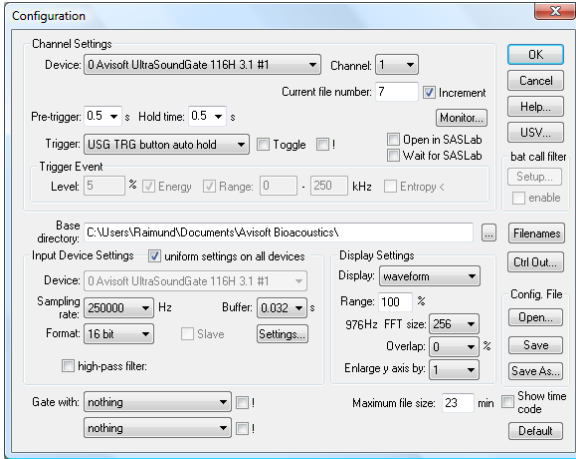 Configuration
Channel Settings
Device: 0 Avisoft UltraSoundGate 116H 3.1 #1 Channel: 1
OK
Current file number: 7 Increment
Cancel
Pre-trigger: 0.5 s Hold time: 0.5 s Monitor...
Help...
Trigger: USG TRG button auto hold Toggle ! Open in SASLab
USV...
Wait for SASLab
Trigger Event
bat call filter
Level: 5 % Energy Range: 0 - 250 kHz Entropy <
Setup...
enable
Base directory: C:\Users\Raimund\Documents\Avisoft Bioacoustics\ ...
Filenames
Input Device Settings uniform settings on all devices
Display Settings
Ctrl Out...
Device: 0 Avisoft UltraSoundGate 116H 3.1 #1
Display: waveform
Sampling rate: 250000 Hz Buffer: 0.032 s
Range: 100 %
Config. File
Open...
Format: 16 bit Slave Settings...
976Hz FFT size: 256
Overlap: 0 %
Save
high-pass filter:
Enlarge y axis by: 1
Save As...
Gate with: nothing !
Maximum file size: 23 min
Show time code
nothing !
Default